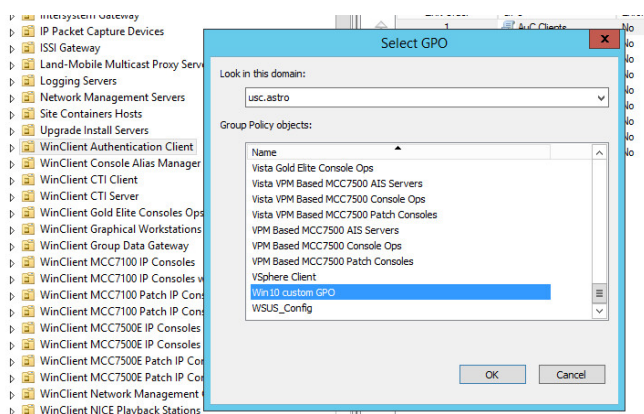 Intersystem Gateway
IP Packet Capture Devices
ISSI Gateway
Land-Mobile Multicast Proxy Serv
Logging Servers
Network Management Servers
Site Containers Hosts
Upgrade Install Servers
WinClient Authentication Client
WinClient Console Alias Manager
WinClient CTI Client
WinClient CTI Server
WinClient Gold Elite Consoles Ops
WinClient Graphical Workstations
WinClient Group Data Gateway
WinClient MCC7100 IP Consoles
WinClient MCC7100 IP Consoles w
WinClient MCC7100 Patch IP Cons
WinClient MCC7100 Patch IP Cons
WinClient MCC7500E IP Consoles
WinClient MCC7500E IP Consoles
WinClient MCC7500E Patch IP Cor
WinClient MCC7500E Patch IP Cor
WinClient Network Management
WinClient NICE Playback Stations
1 AuC Clients No
No
No
No
No
No
No
No
No
Select GPO
x
Look in this domain:
usc.astro
Group Policy objects:
Name
Vista Gold Elite Console Ops
Vista VPM Based MCC7500 AIS Servers
Vista VPM Based MCC7500 Console Ops
Vista VPM Based MCC7500 Patch Consoles
VPM Based MCC7500 AIS Servers
VPM Based MCC7500 Console Ops
VPM Based MCC7500 Patch Consoles
VSphere Client
Win10 custom GPO
WSUS_Config
OK
Cancel